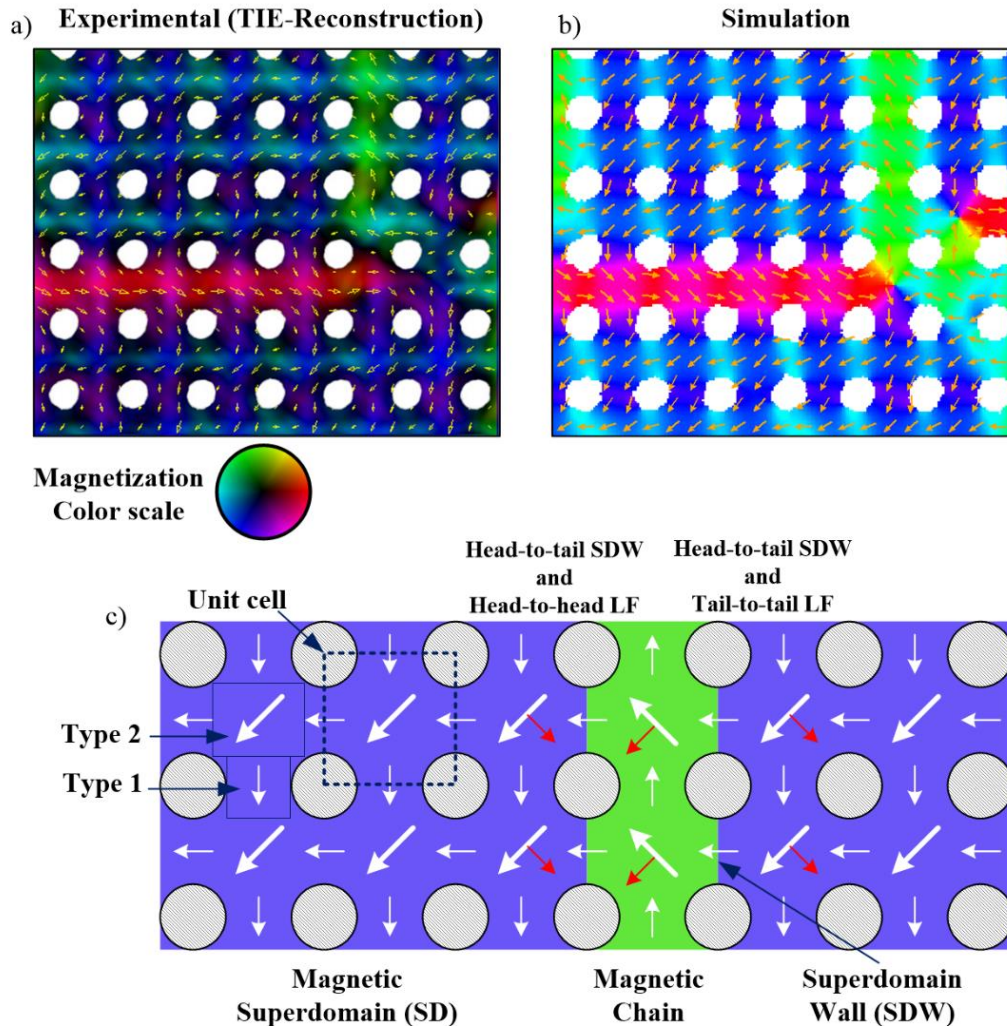 Experimental (TIE-Reconstruction)
Simulation
a)
b)
Magnetization
Color scale
Head-to-tail SDW
and
Head-to-head LF
Head-to-tail SDW
and
Tail-to-tail LF
Unit cell
c)
Type 2
Type 1
Magnetic
Superdomain (SD)
Magnetic
Chain
Superdomain
Wall (SDW)